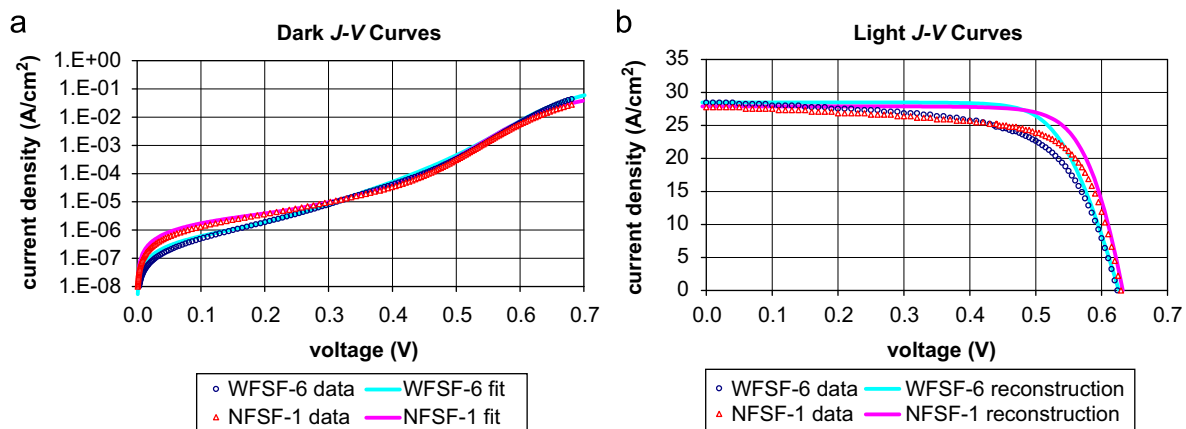 a
Dark J-V Curves
current density (A/cm²)
1.E+00
1.E-01
1.E-02
1.E-03
1.E-04
1.E-05
1.E-06
1.E-07
1.E-08
0.0 0.1 0.2 0.3 0.4 0.5 0.6 0.7
voltage (V)
WFSF-6 data WFSF-6 fit
NFSF-1 data NFSF-1 fit
b
Light J-V Curves
current density (A/cm²)
35
30
25
20
15
10
5
0
0.0 0.1 0.2 0.3 0.4 0.5 0.6 0.7
voltage (V)
WFSF-6 data WFSF-6 reconstruction
NFSF-1 data NFSF-1 reconstruction